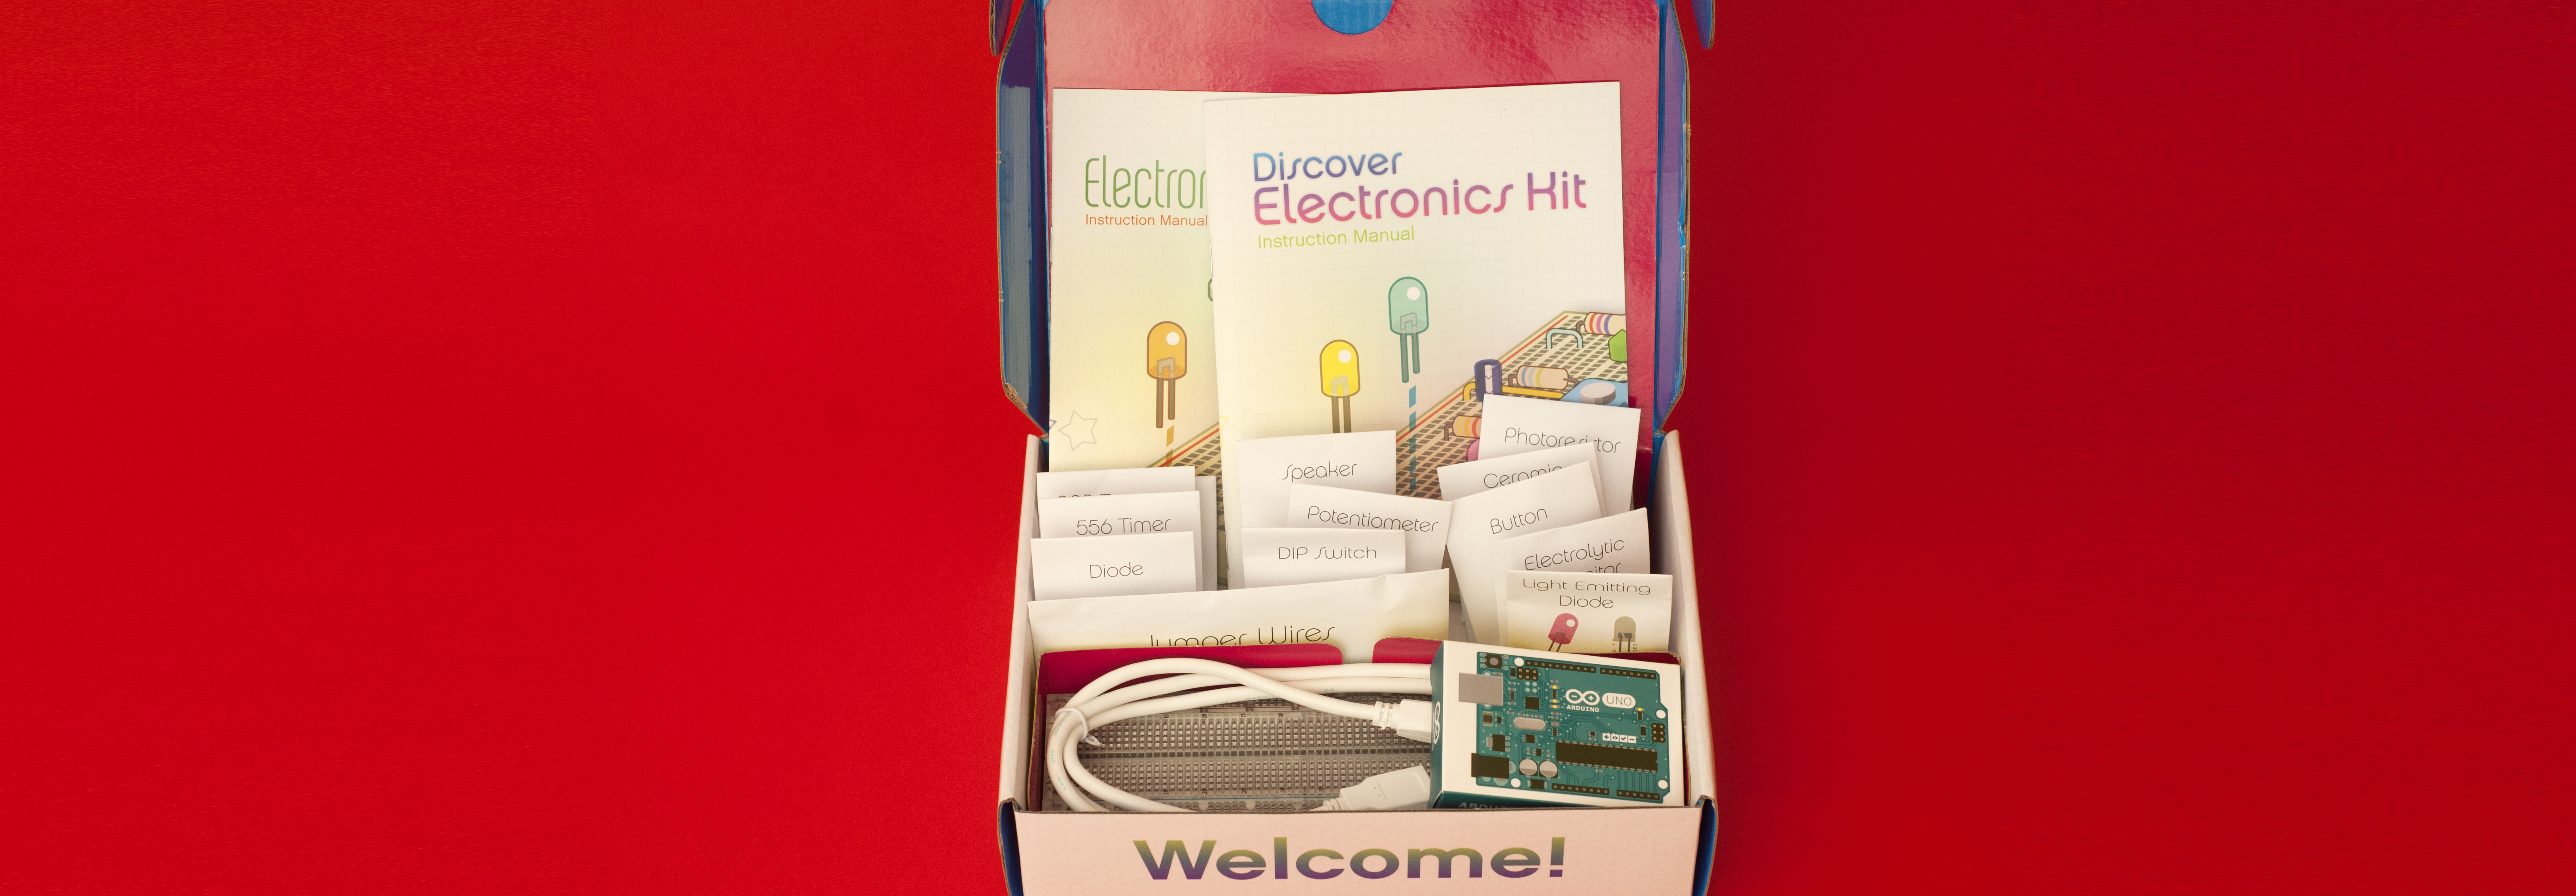 Electron
Instruction Manual
Discover
Electronics Kit
Instruction Manual
Photoresistor
Speaker
Ceramic
556 Timer
Potentiometer
Button
DIP Switch
Electrolytic
Diode
Light Emitting
Diode
Jumper Wires
ARDUINO
UNO
Welcome!